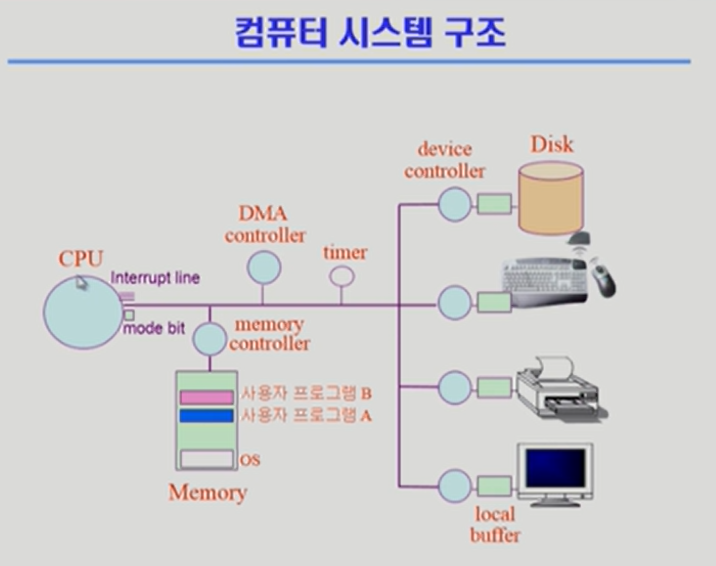 컴퓨터 시스템 구조
device
controller
Disk
DMA
controller
timer
CPU
Interrupt line
mode bit
memory
controller
사용자 프로그램 B
사용자 프로그램 A
OS
Memory
local
buffer